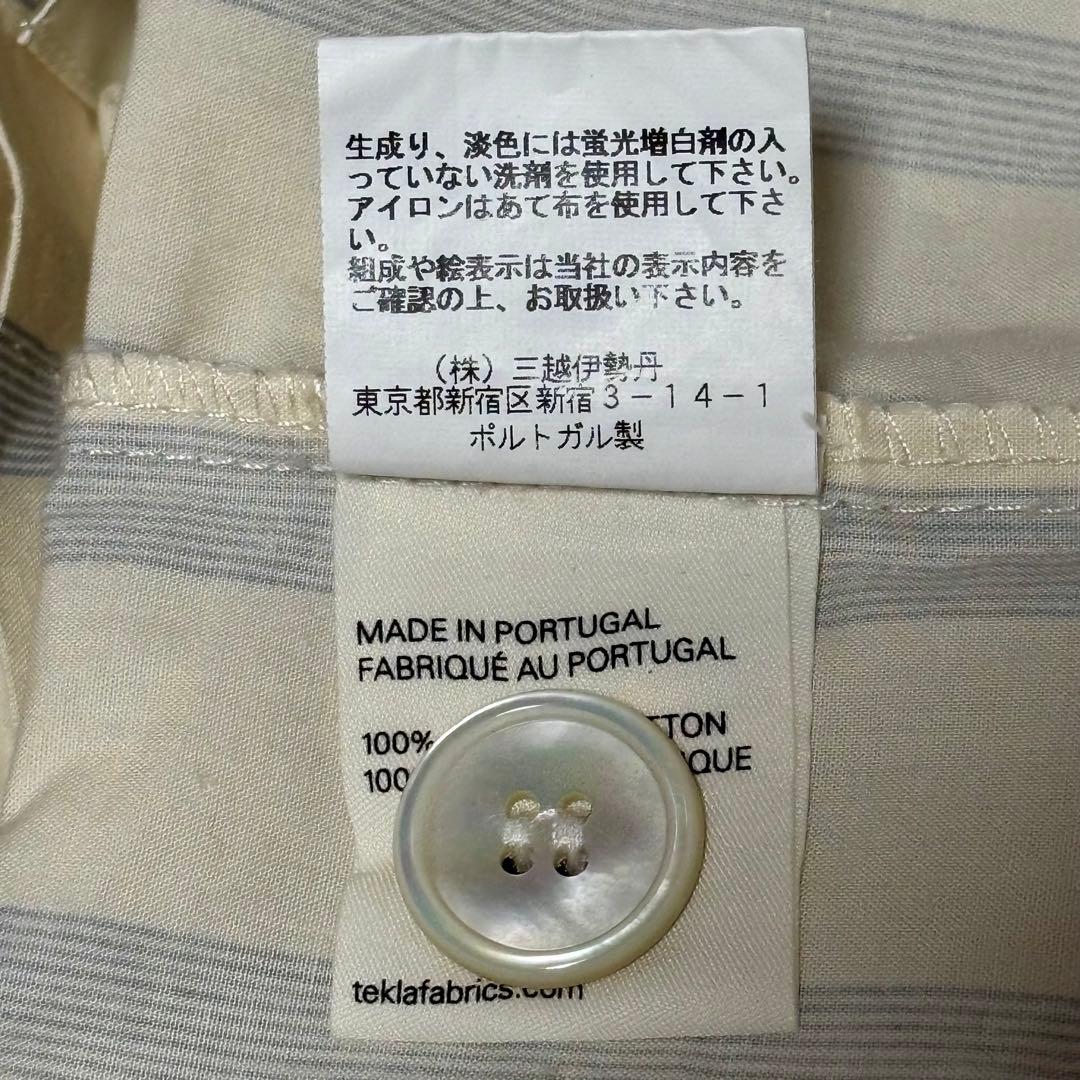 生成り、淡色には蛍光増白剤の入
っていない洗剤を使用して下さい。
アイロンはあて布を使用して下さ
い。
組成や絵表示は当社の表示内容を
ご確認の上、お取扱い下さい。
（株）三越伊勢丹
東京都新宿区新宿３－１４－１
ポルトガル製
MADE IN PORTUGAL
FABRIQUÉ AU PORTUGAL
100%
100
teklafabrics.com